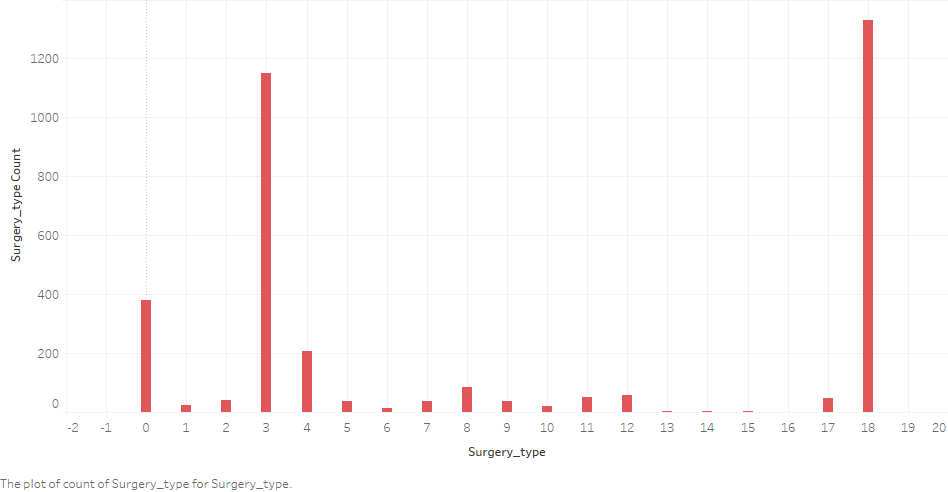 1200
1000
800
600
400
200
0
Surgery_type Count
-2 -1 0 1 2 3 4 5 6 7 8 9 10 11 12 13 14 15 16 17 18 19 20
Surgery_type
The plot of count of Surgery_type for Surgery_type.